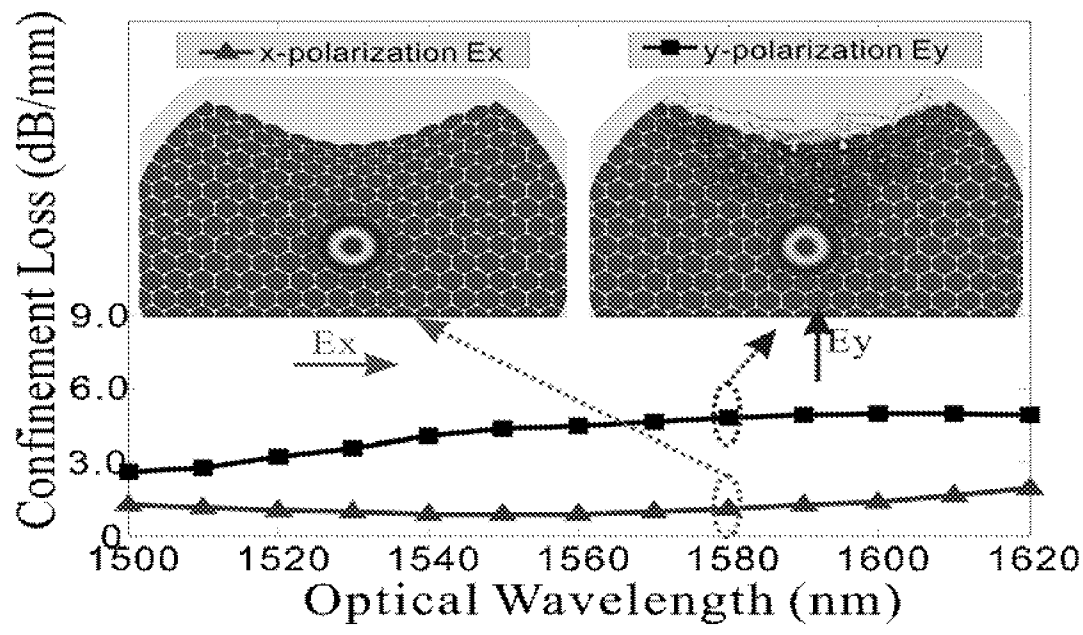 x-polarization Ex
y-polarization Ey
Confinement Loss (dB/mm)
9.0
6.0
3.0
0
Ex
Ey
1500 1520 1540 1560 1580 1600 1620
Optical Wavelength (nm)